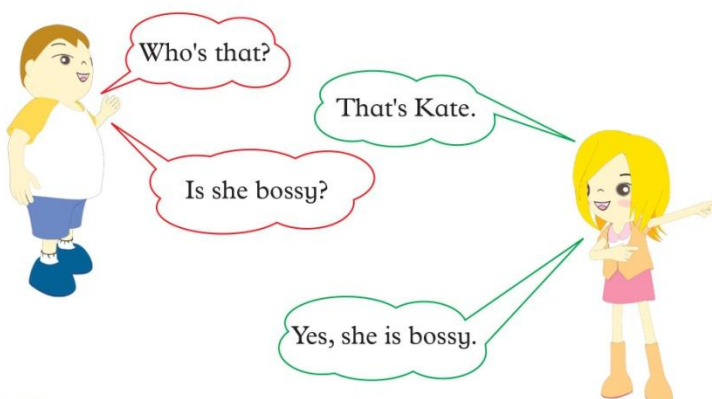 Who's that?
That's Kate.
Is she bossy?
Yes, she is bossy.